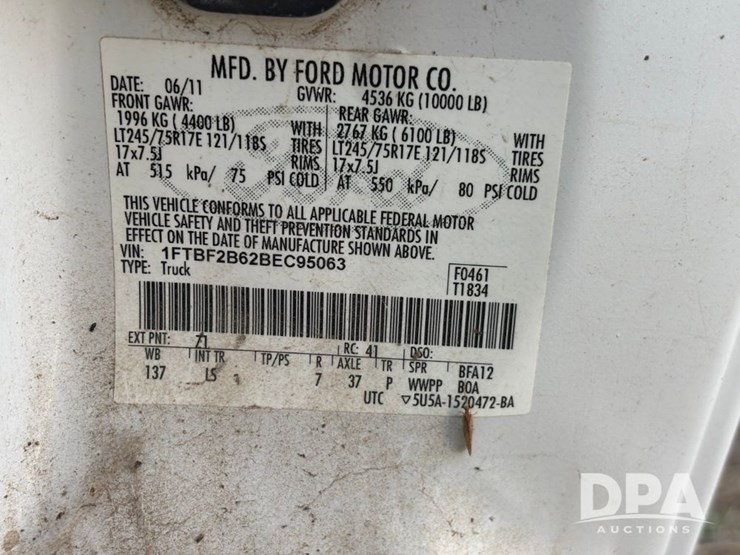 MFD. BY FORD MOTOR CO.
DATE: 06/11 GVWR: 4536 KG (10000 LB)
FRONT GAWR: REAR GAWR:
1996 KG (4400 LB) WITH 2767 KG (6100 LB) WITH
LT245/75R17E 121/118S TIRES LT245/75R17E 121/118S TIRES
17x7.5J RIMS 17x7.5J RIMS
AT 515 kPa/ 75 PSI COLD AT 550 kPa/ 80 PSI COLD
THIS VEHICLE CONFORMS TO ALL APPLICABLE FEDERAL MOTOR
VEHICLE SAFETY AND THEFT PREVENTION STANDARDS IN
EFFECT ON THE DATE OF MANUFACTURE SHOWN ABOVE.
VIN: 1FTBF2B62BEC95063
TYPE: Truck
F0461
T1834
EXT PNT: Z1 RC: 41 DSO:
WB INT TR TP/PS R AXLE TR SPR BFA12
137 LS 7 37 P WWPP BOA
UTC ▽5U5A-1520472-BA
DPA
AUCTIONS